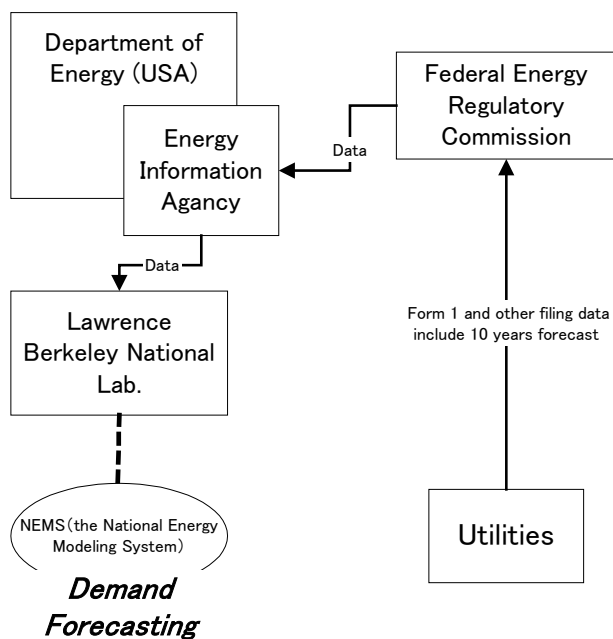 Department of
Energy (USA)
Federal Energy
Regulatory
Commission
Data
Energy
Information
Agancy
Data
Lawrence
Berkeley National
Lab.
Form 1 and other filing data
include 10 years forecast
NEMS(the National Energy
Modeling System)
Utilities
Demand
Forecasting